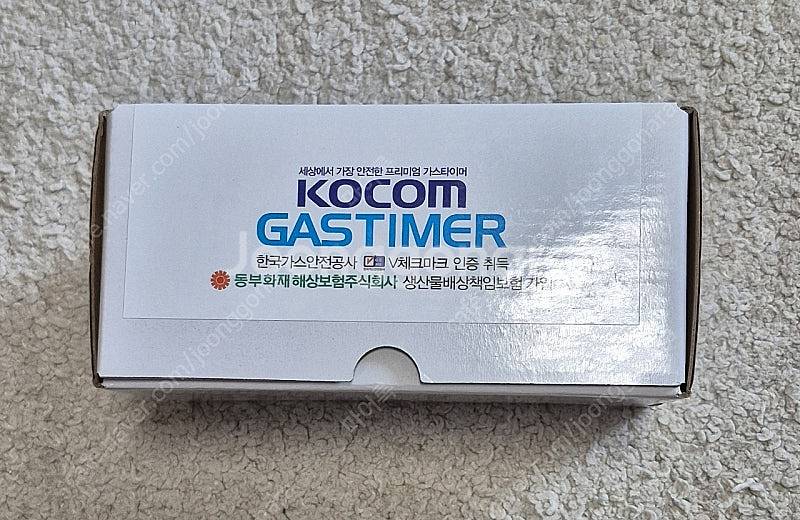 세상에서 가장 안전한 프리미엄 가스타이머
KOCOM
GASTIMER
한국가스안전공사 V체크마크 인증 취득
동부화재해상보험주식회사 생산물배상책임보험 가입